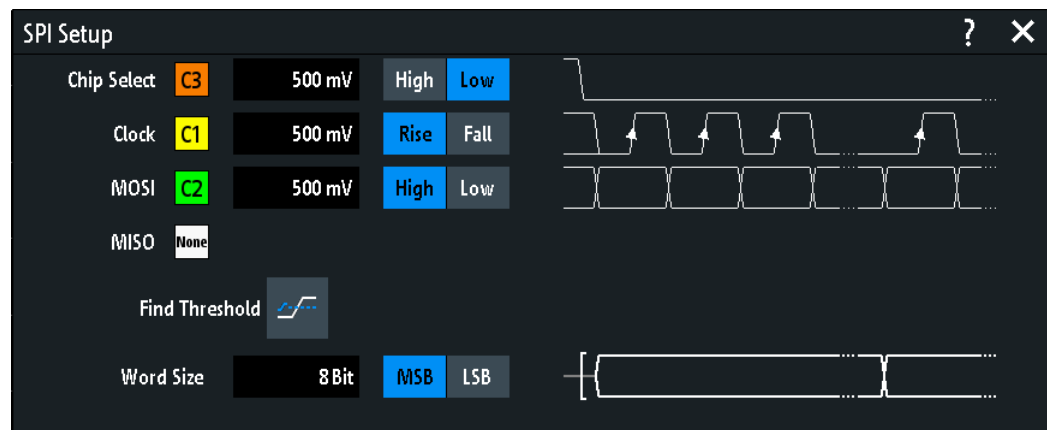 SPI Setup ? ✕
Chip Select C3 500 mV High Low
Clock C1 500 mV Rise Fall
MOSI C2 500 mV High Low
MISO None
Find Threshold
Word Size 8 Bit MSB LSB